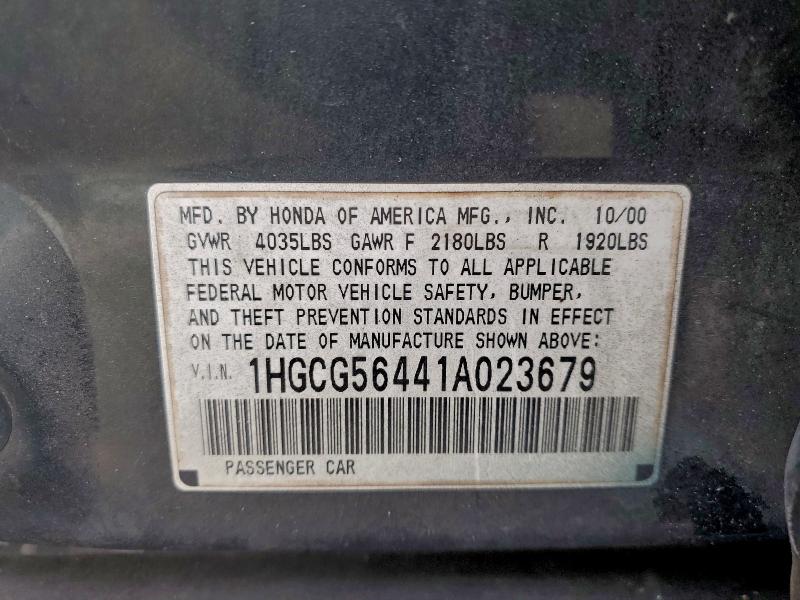 MFD. BY HONDA OF AMERICA MFG., INC. 10/00
GVWR 4035LBS GAWR F 2180LBS R 1920LBS
THIS VEHICLE CONFORMS TO ALL APPLICABLE
FEDERAL MOTOR VEHICLE SAFETY, BUMPER,
AND THEFT PREVENTION STANDARDS IN EFFECT
ON THE DATE OF MANUFACTURE SHOWN ABOVE:
V.I.N. 1HGCG56441A023679
PASSENGER CAR